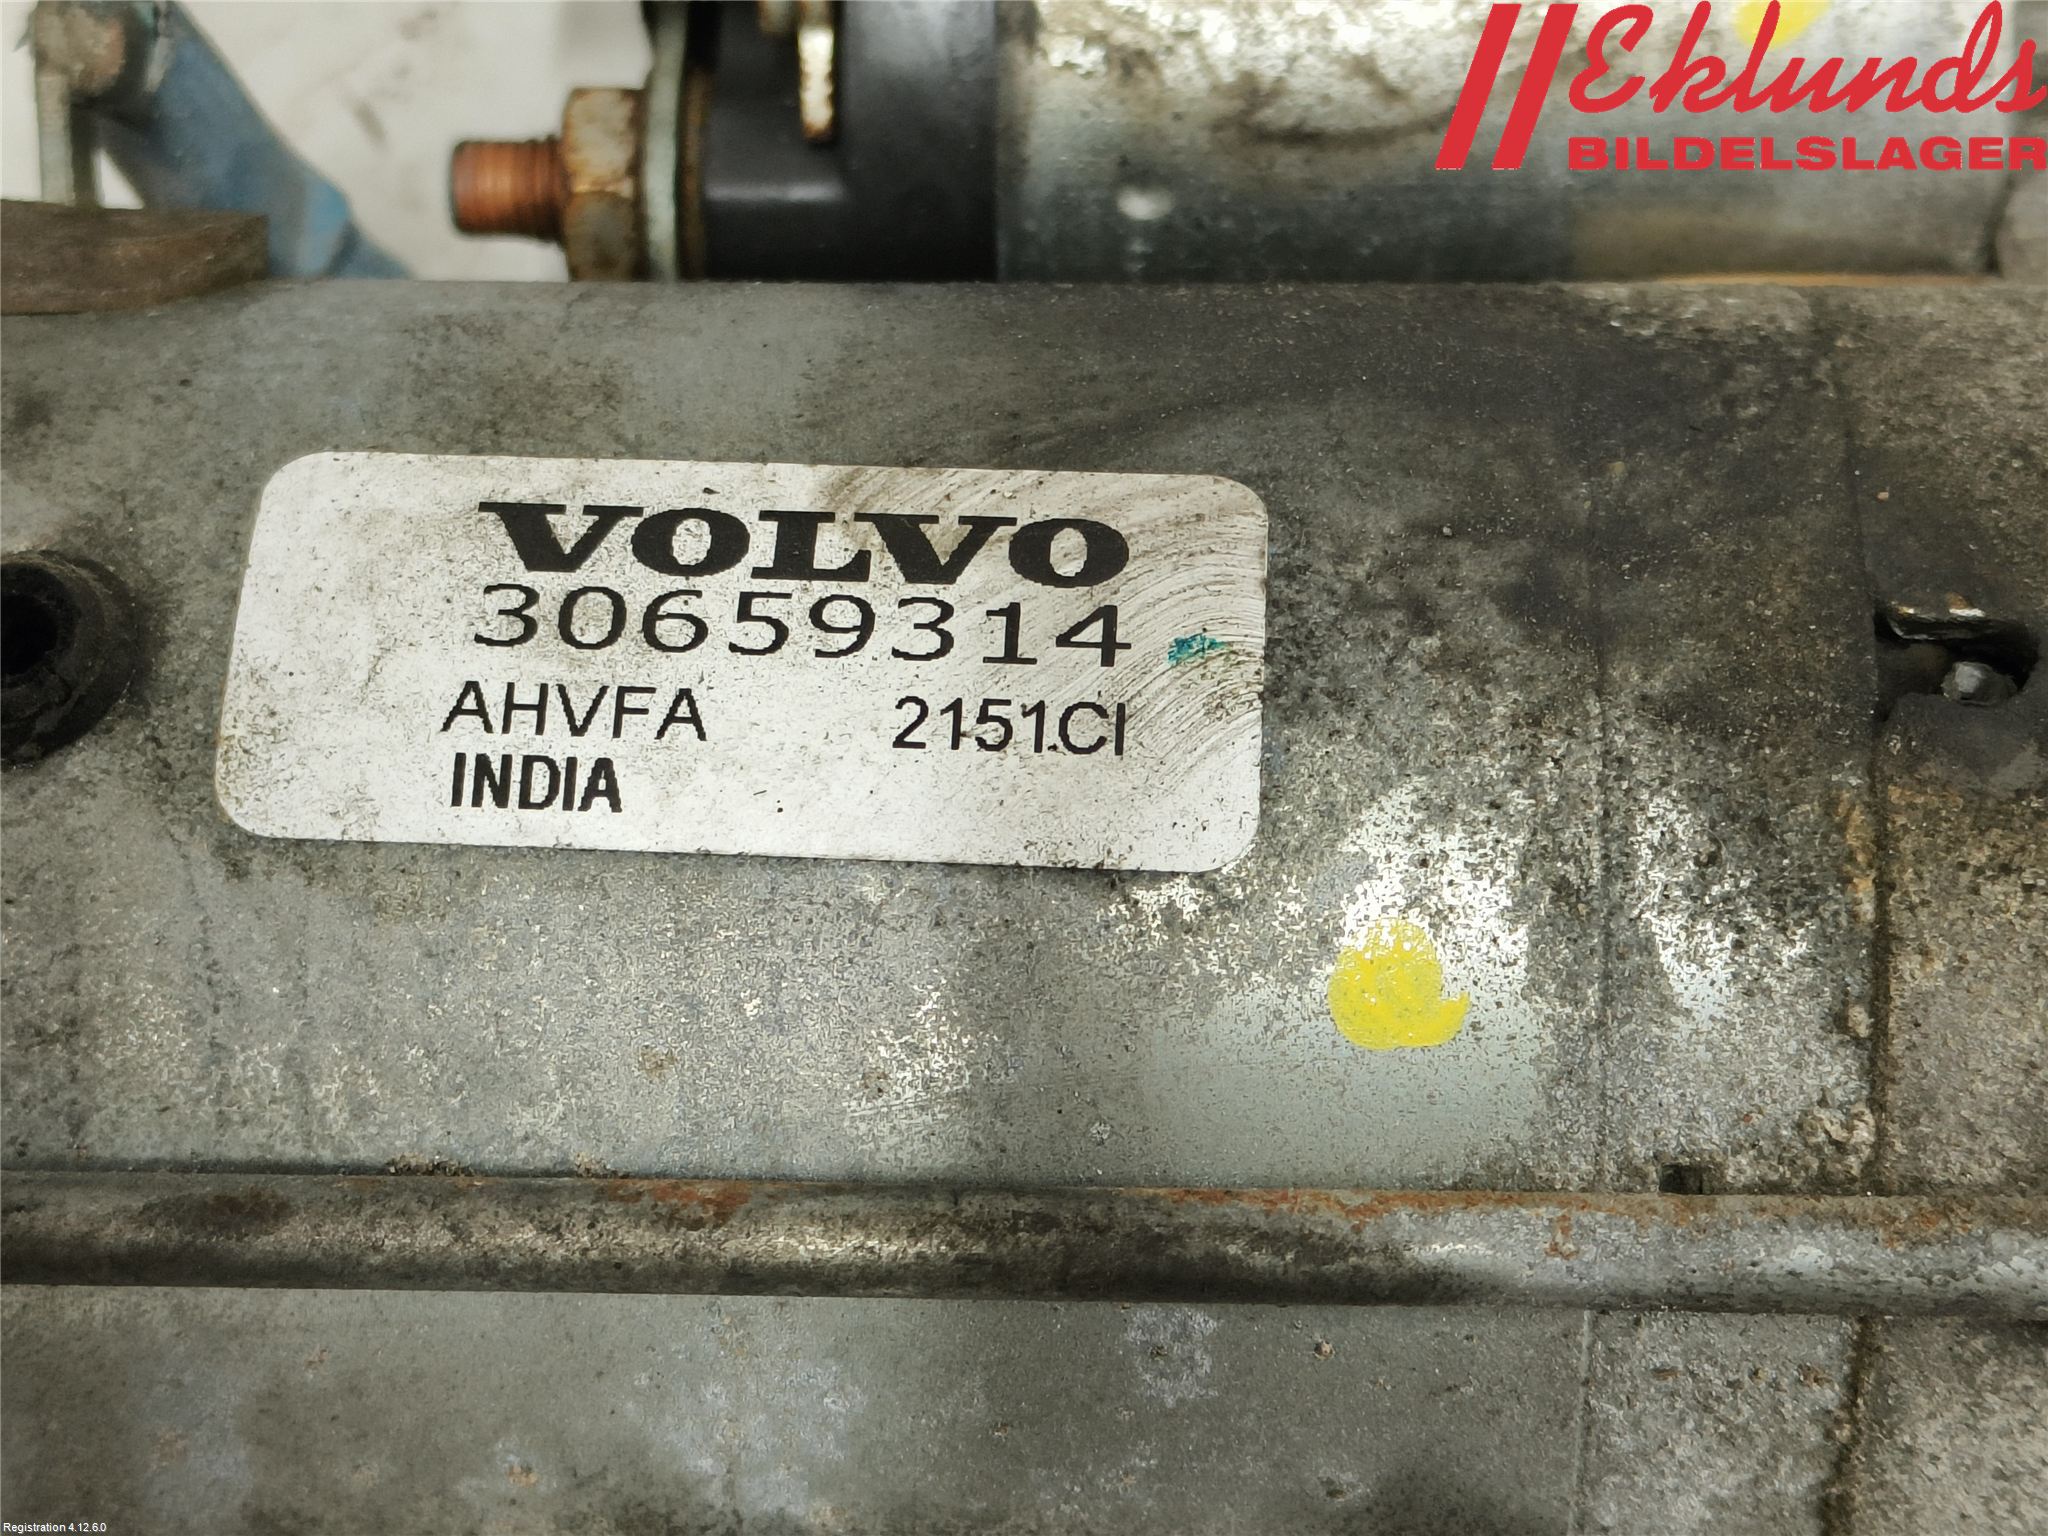 Eklunds
BILDELSLAGER
VOLVO
30659314
AHVFA 2151CI
INDIA
Registration 4.12.6.0